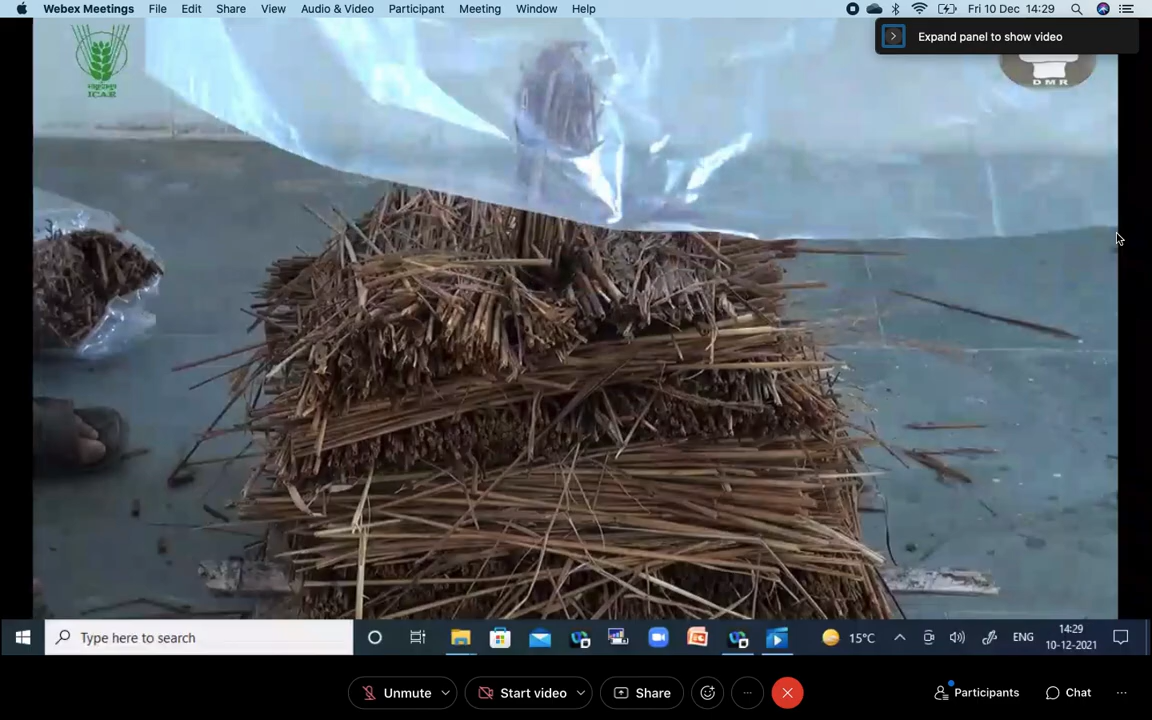 Webex Meetings File Edit Share View Audio & Video Participant Meeting Window Help Fri 10 Dec 14:29
Expand panel to show video
ICAR
DMR
Type here to search
15°C
ENG
14:29
10-12-2021
Unmute
Start video
Share
Participants
Chat